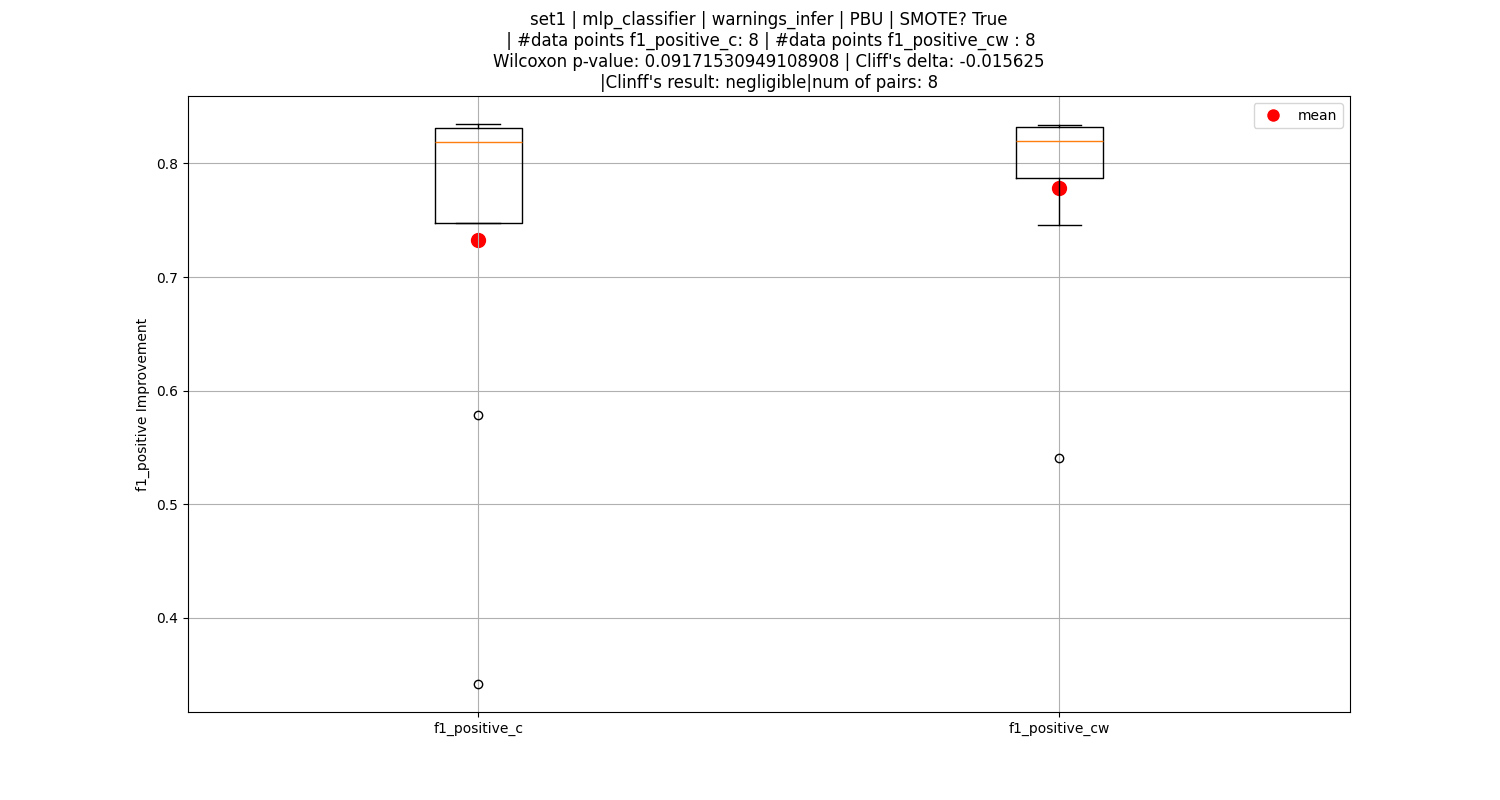 set1 | mlp_classifier | warnings_infer | PBU | SMOTE? True
| #data points f1_positive_c: 8 | #data points f1_positive_cw : 8
Wilcoxon p-value: 0.09171530949108908 | Cliff's delta: -0.015625
|Clinff's result: negligible|num of pairs: 8
mean
0.8
0.7
0.6
0.5
0.4
f1_positive Improvement
f1_positive_c
f1_positive_cw